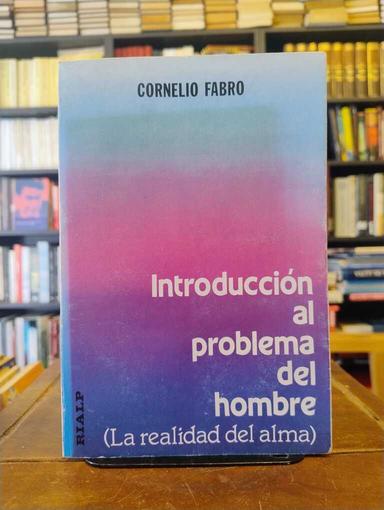 CORNELIO FABRO
Introducción
al
problema
del
hombre
(La realidad del alma)
RIALP